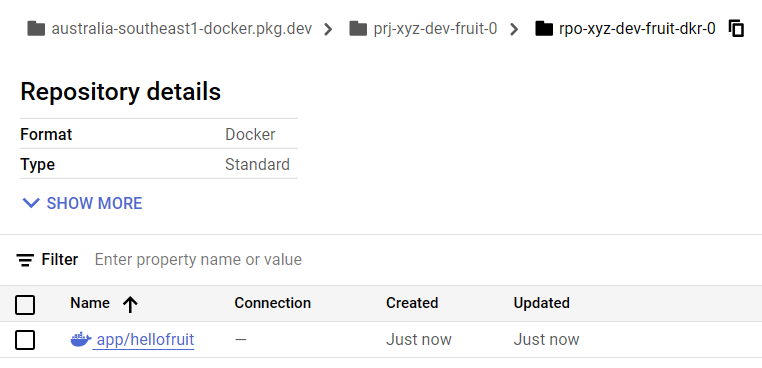 australia-southeast1-docker.pkg.dev > prj-xyz-dev-fruit-0 > rpo-xyz-dev-fruit-dkr-0
Repository details
Format Docker
Type Standard
SHOW MORE
Filter Enter property name or value
Name Connection Created Updated
app/hellofruit — Just now Just now